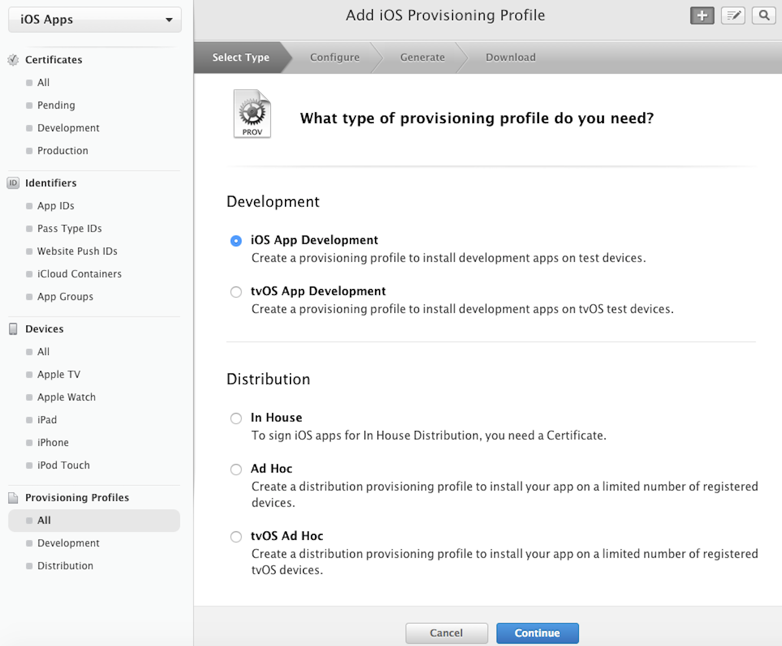 iOS Apps
Certificates
All
Pending
Development
Production
ID
Identifiers
App IDs
Pass Type IDs
Website Push IDs
iCloud Containers
App Groups
Devices
All
Apple TV
Apple Watch
iPad
iPhone
iPod Touch
Provisioning Profiles
All
Development
Distribution
Add iOS Provisioning Profile
Select Type
Configure
Generate
Download
PROV
What type of provisioning profile do you need?
Development
iOS App Development
Create a provisioning profile to install development apps on test devices.
tvOS App Development
Create a provisioning profile to install development apps on tvOS test devices.
Distribution
In House
To sign iOS apps for In House Distribution, you need a Certificate.
Ad Hoc
Create a distribution provisioning profile to install your app on a limited number of registered
devices.
tvOS Ad Hoc
Create a distribution provisioning profile to install your app on a limited number of registered
tvOS devices.
Cancel
Continue